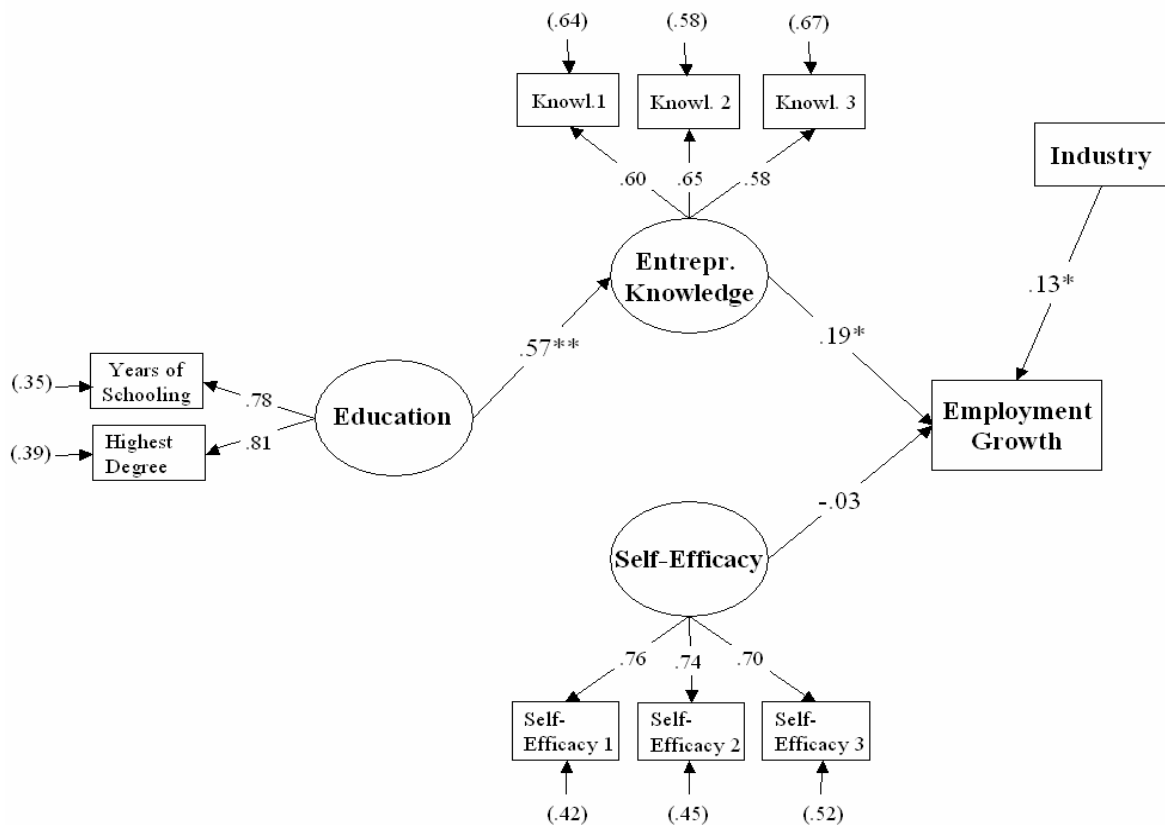 (.64)
(.58)
(.67)
Knowl.1
Knowl. 2
Knowl. 3
.60
.65
.58
Industry
Entrepr.
Knowledge
.13*
.57**
.19*
(.35)
Years of
Schooling
.78
Education
(.39)
Highest
Degree
.81
Employment
Growth
-.03
Self-Efficacy
.76
.74
.70
Self-
Efficacy 1
Self-
Efficacy 2
Self-
Efficacy 3
(.42)
(.45)
(.52)